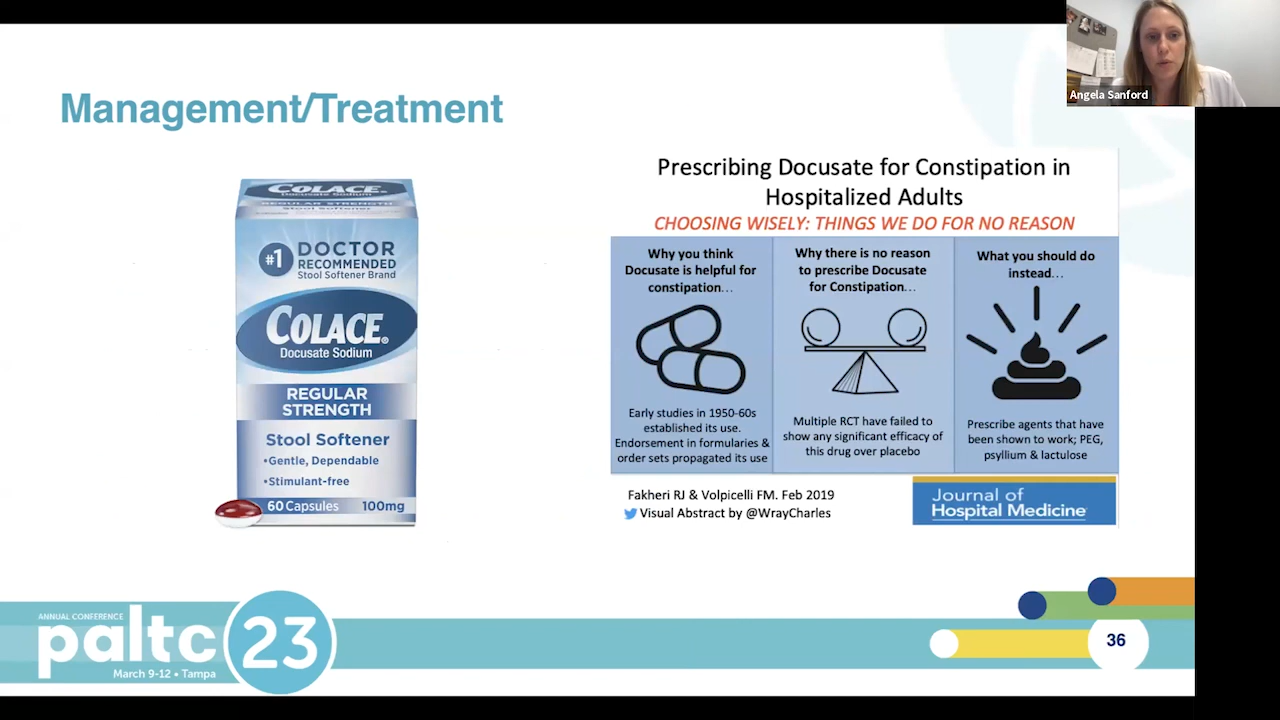 Angela Sanford
Management/Treatment
COLACE
Docusate Sodium
REGULAR STRENGTH
Stool Softener
#1 DOCTOR
RECOMMENDED
Stool Softener Brand
COLACE®
Docusate Sodium
REGULAR
STRENGTH
Stool Softener
•Gentle, Dependable
•Stimulant-free
60 Capsules 100mg
Prescribing Docusate for Constipation in
Hospitalized Adults
CHOOSING WISELY: THINGS WE DO FOR NO REASON
Why you think
Docusate is helpful for
constipation…
Early studies in 1950-60s
established its use.
Endorsement in formularies &
order sets propagated its use
Why there is no reason
to prescribe Docusate
for Constipation…
Multiple RCT have failed to
show any significant efficacy of
this drug over placebo
What you should do
instead…
Prescribe agents that have
been shown to work; PEG,
psyllium & lactulose
Fakheri RJ & Volpicelli FM. Feb 2019
Visual Abstract by @WrayCharles
Journal of
Hospital Medicine
ANNUAL CONFERENCE
paltc 23
March 9-12 • Tampa
36